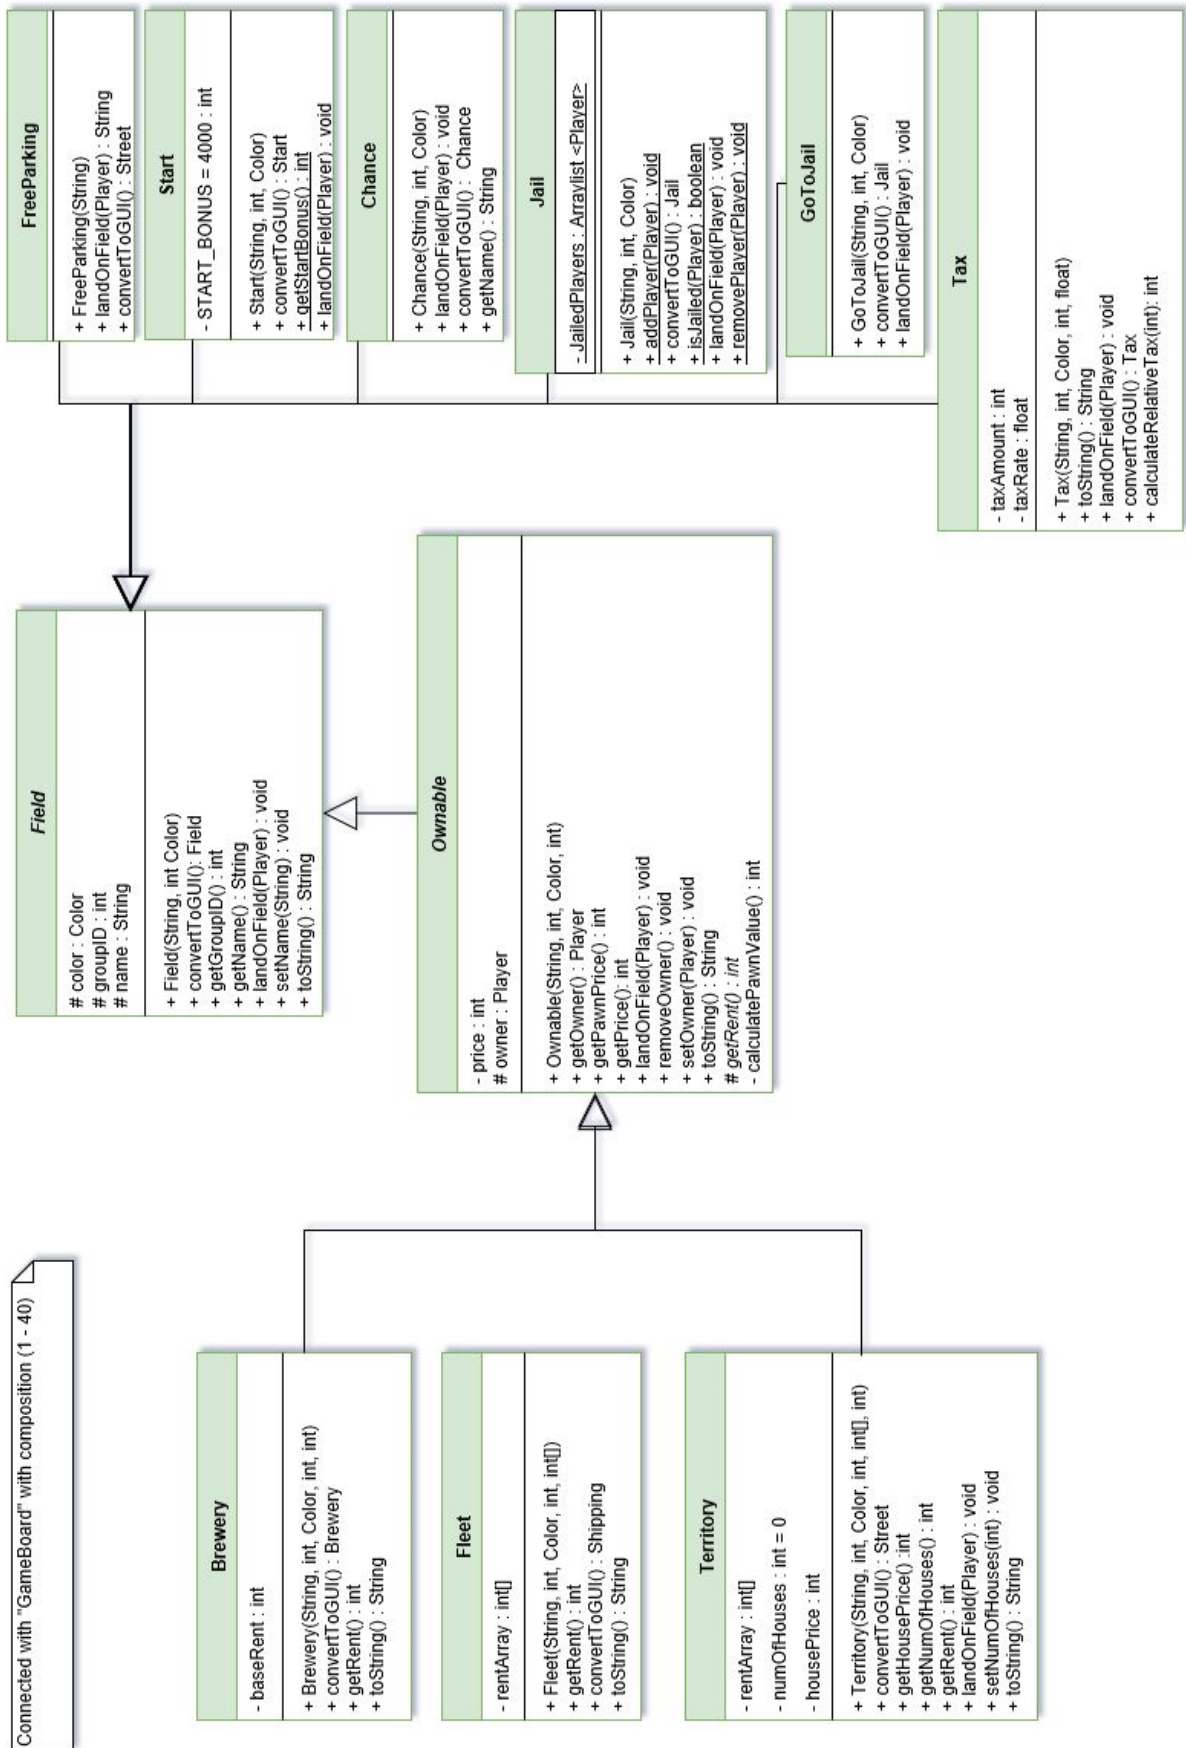 Connected with "GameBoard" with composition (1 - 40)
Field
# color : Color
# groupID : int
# name : String
+ Field(String, int Color)
+ convertToGUI(): Field
+ getGroupID() : int
+ getName() : String
+ landOnField(Player) : void
+ setName(String) : void
+ toString() : String
FreeParking
+ FreeParking(String)
+ landOnField(Player) : String
+ convertToGUI() : Street
Start
- START_BONUS = 4000 : int
+ Start(String, int, Color)
+ convertToGUI() : Start
+ getStartBonus() : int
+ landOnField(Player) : void
Chance
+ Chance(String, int, Color)
+ landOnField(Player) : void
+ convertToGUI() : Chance
+ getName() : String
Jail
- JailedPlayers : Arraylist <Player>
+ Jail(String, int, Color)
+ addPlayer(Player) : void
+ convertToGUI() : Jail
+ isJailed(Player) : boolean
+ landOnField(Player) : void
+ removePlayer(Player) : void
GoToJail
+ GoToJail(String, int, Color)
+ convertToGUI() : Jail
+ landOnField(Player) : void
Tax
- taxAmount : int
- taxRate : float
+ Tax(String, int, Color, int, float)
+ toString() : String
+ landOnField(Player) : void
+ convertToGUI() : Tax
+ calculateRelativeTax(int): int
Ownable
- price : int
# owner : Player
+ Ownable(String, int, Color, int)
+ getOwner() : Player
+ getPawnPrice() : int
+ getPrice(): int
+ landOnField(Player) : void
+ removeOwner() : void
+ setOwner(Player) : void
+ toString() : String
# getRent() : int
- calculatePawnValue() : int
Brewery
- baseRent : int
+ Brewery(String, int, Color, int, int)
+ convertToGUI() : Brewery
+ getRent() : int
+ toString() : String
Fleet
- rentArray : int[]
+ Fleet(String, int, Color, int, int[])
+ getRent() : int
+ convertToGUI() : Shipping
+ toString() : String
Territory
- rentArray : int[]
- numOfHouses : int = 0
- housePrice : int
+ Territory(String, int, Color, int, int[], int)
+ convertToGUI() : Street
+ getHousePrice() :int
+ getNumOfHouses() : int
+ getRent() : int
+ landOnField(Player) : void
+ setNumOfHouses(int) : void
+ toString() : String